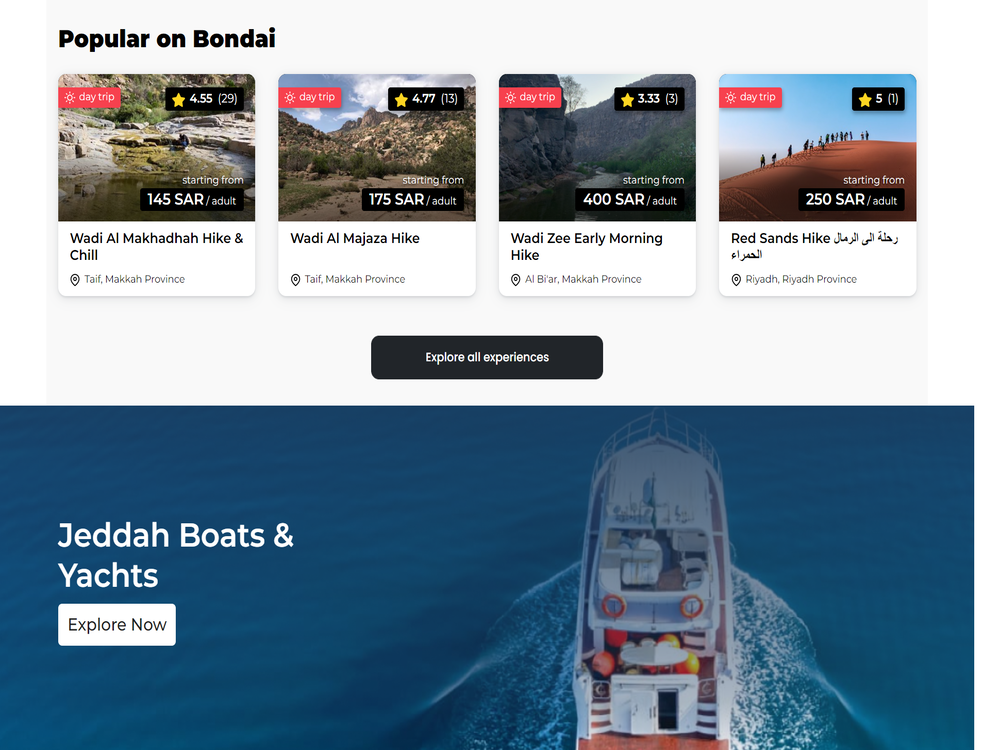 Popular on Bondai
day trip
4.55 (29)
starting from
145 SAR / adult
Wadi Al Makhadhah Hike &
Chill
Taif, Makkah Province
day trip
4.77 (13)
starting from
175 SAR / adult
Wadi Al Majaza Hike
Taif, Makkah Province
day trip
3.33 (3)
starting from
400 SAR / adult
Wadi Zee Early Morning
Hike
Al Bi'ar, Makkah Province
day trip
5 (1)
starting from
250 SAR / adult
Red Sands Hike رحلة الى الرمال
الحمراء
Riyadh, Riyadh Province
Explore all experiences
Jeddah Boats &
Yachts
Explore Now